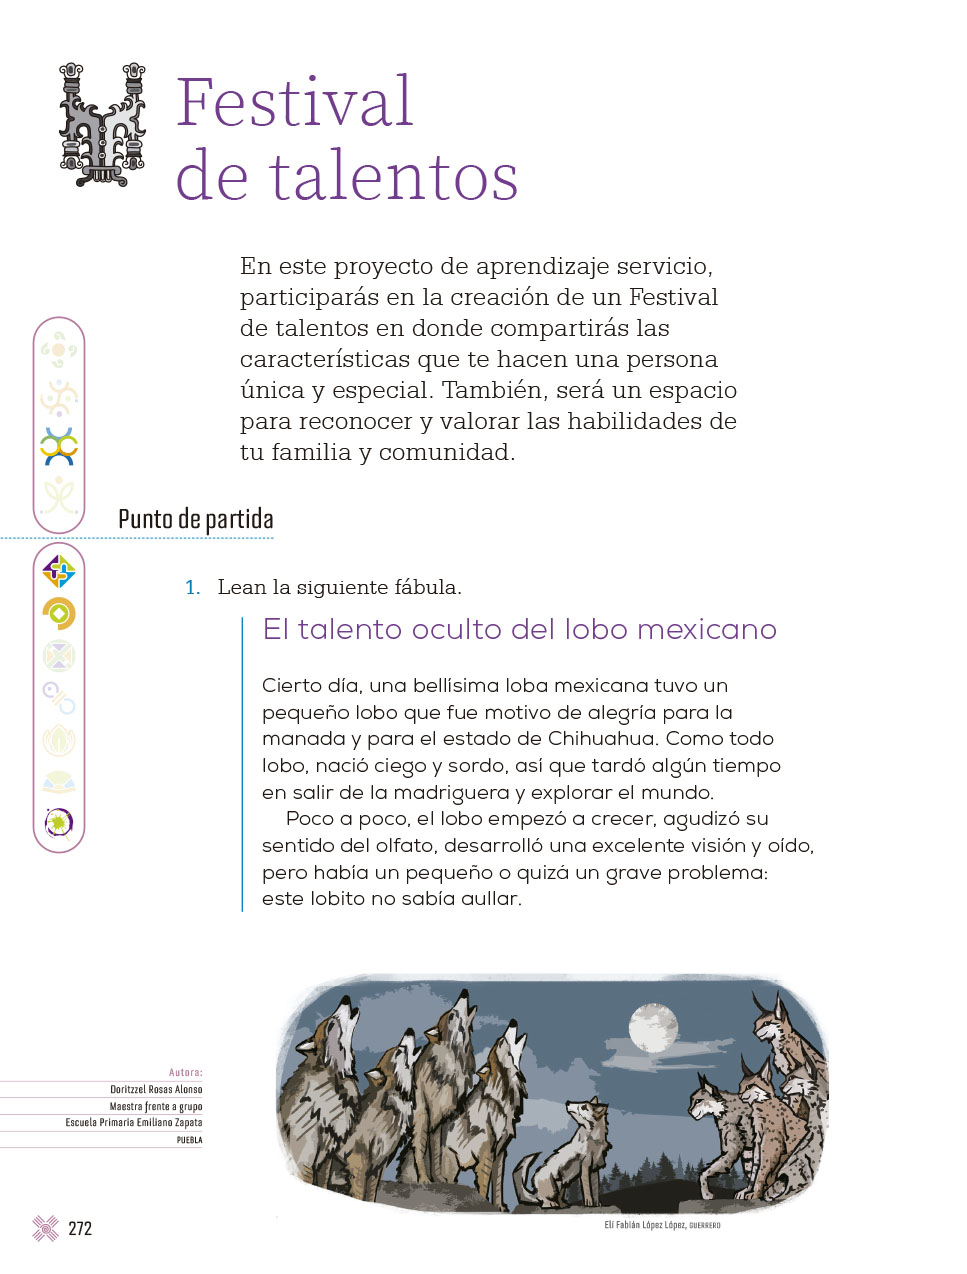 Festival
de talentos
En este proyecto de aprendizaje servicio,
participarás en la creación de un Festival
de talentos en donde compartirás las
características que te hacen una persona
única y especial. También, será un espacio
para reconocer y valorar las habilidades de
tu familia y comunidad.
Punto de partida
1. Lean la siguiente fábula.
El talento oculto del lobo mexicano
Cierto día, una bellísima loba mexicana tuvo un
pequeño lobo que fue motivo de alegría para la
manada y para el estado de Chihuahua. Como todo
lobo, nació ciego y sordo, así que tardó algún tiempo
en salir de la madriguera y explorar el mundo.
Poco a poco, el lobo empezó a crecer, agudizó su
sentido del olfato, desarrolló una excelente visión y oído,
pero había un pequeño o quizá un grave problema:
este lobito no sabía aullar.
Autora:
Doritzzel Rosas Alonso
Maestra frente a grupo
Escuela Primaria Emiliano Zapata
PUEBLA
Elí Fabián López López, GUERRERO
272